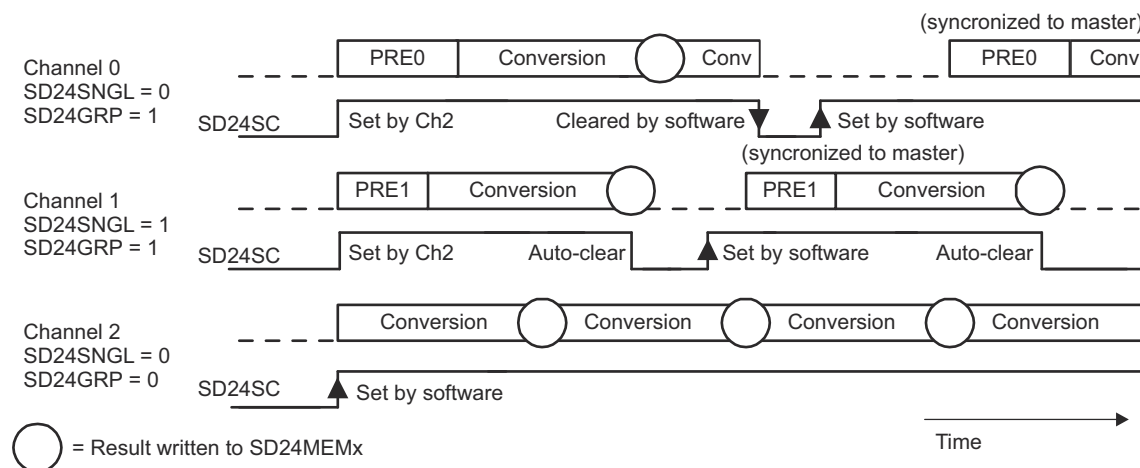 (syncronized to master)
PRE0 Conversion Conv PRE0 Conv
Channel 0
SD24SNGL = 0
SD24GRP = 1
SD24SC Set by Ch2 Cleared by software Set by software
(syncronized to master)
PRE1 Conversion PRE1 Conversion
Channel 1
SD24SNGL = 1
SD24GRP = 1
SD24SC Set by Ch2 Auto-clear Set by software Auto-clear
Conversion Conversion Conversion Conversion
Channel 2
SD24SNGL = 0
SD24GRP = 0
SD24SC Set by software
= Result written to SD24MEMx
Time